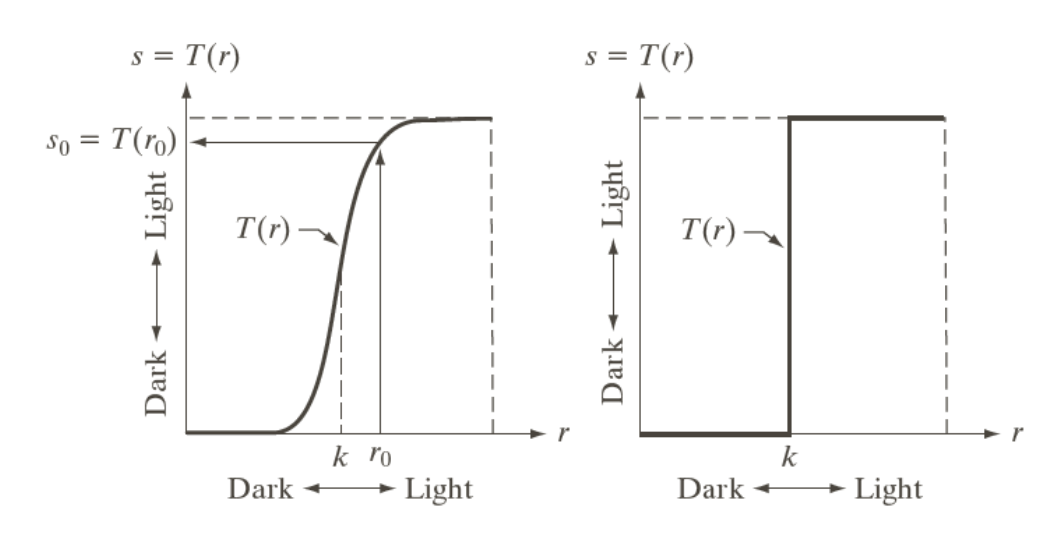 s = T(r)
s₀ = T(r₀)
T(r)
Dark ⟷ Light
k r₀
r
Dark ⟷ Light
s = T(r)
T(r)
Dark ⟷ Light
k
r
Dark ⟷ Light